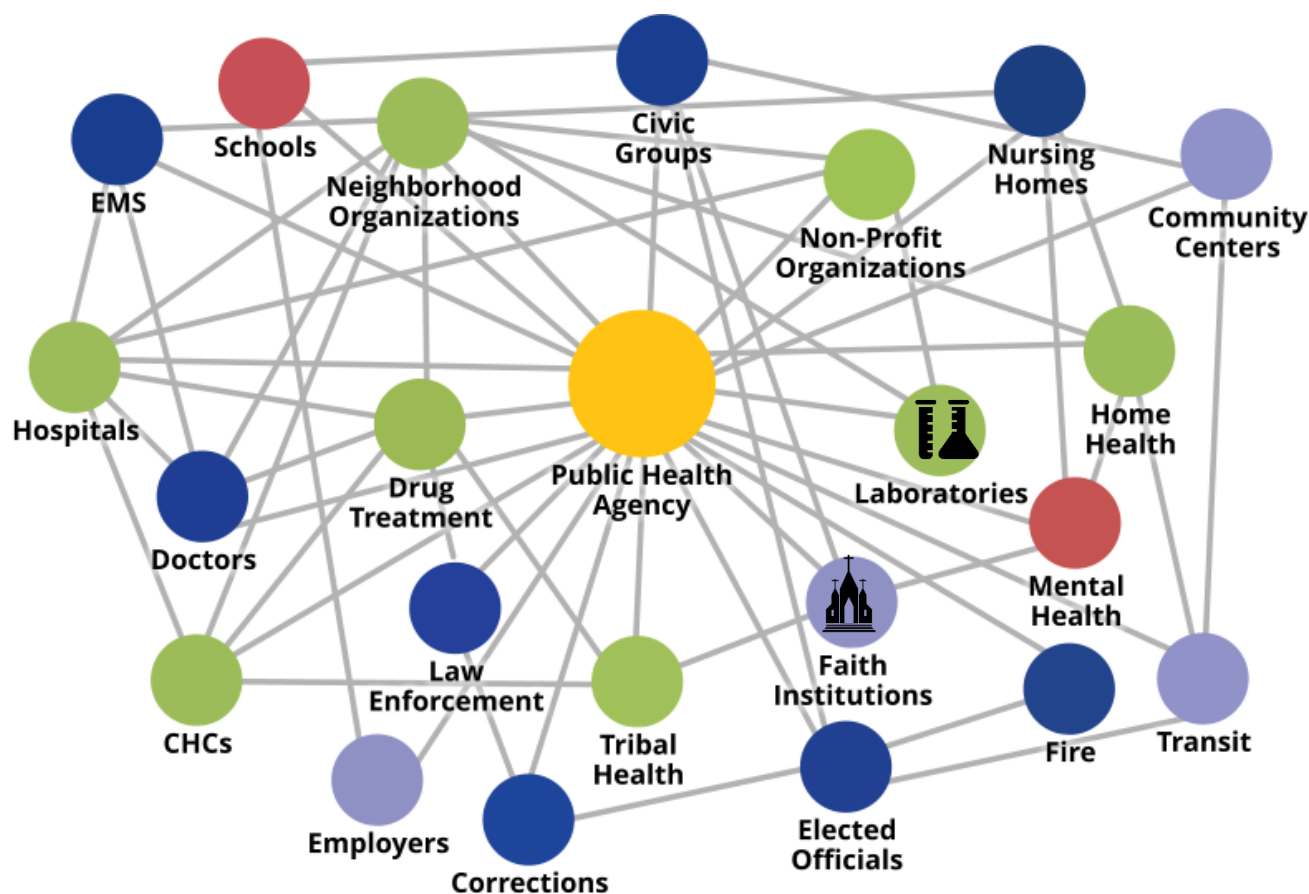 Schools
Civic
Groups
Nursing
Homes
EMS
Neighborhood
Organizations
Non-Profit
Organizations
Community
Centers
Hospitals
Drug
Treatment
Public Health
Agency
Laboratories
Home
Health
Doctors
Mental
Health
Law
Enforcement
Faith
Institutions
CHCs
Tribal
Health
Fire
Transit
Employers
Corrections
Elected
Officials